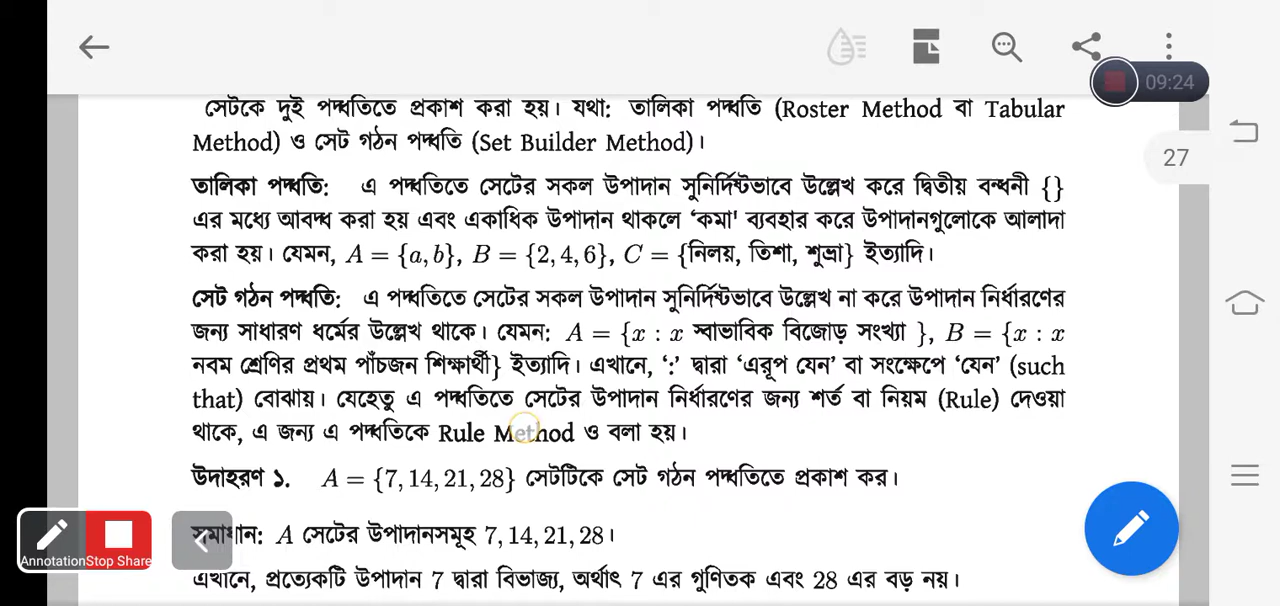 09:24
27
সেটকে দুই পদ্ধতিতে প্রকাশ করা হয়। যথা: তালিকা পদ্ধতি (Roster Method বা Tabular
Method) ও সেট গঠন পদ্ধতি (Set Builder Method)।
তালিকা পদ্ধতি: এ পদ্ধতিতে সেটের সকল উপাদান সুনির্দিষ্টভাবে উল্লেখ করে দ্বিতীয় বন্ধনী {}
এর মধ্যে আবদ্ধ করা হয় এবং একাধিক উপাদান থাকলে ‘কমা' ব্যবহার করে উপাদানগুলোকে আলাদা
করা হয়। যেমন, A = {a, b}, B = {2, 4, 6}, C = {নিলয়, তিশা, শুভ্রা} ইত্যাদি।
সেট গঠন পদ্ধতি: এ পদ্ধতিতে সেটের সকল উপাদান সুনির্দিষ্টভাবে উল্লেখ না করে উপাদান নির্ধারণের
জন্য সাধারণ ধর্মের উল্লেখ থাকে। যেমন: A = {x : x স্বাভাবিক বিজোড় সংখ্যা }, B = {x : x
নবম শ্রেণির প্রথম পাঁচজন শিক্ষার্থী} ইত্যাদি। এখানে, ‘:’ দ্বারা ‘এরূপ যেন’ বা সংক্ষেপে ‘যেন’ (such
that) বোঝায়। যেহেতু এ পদ্ধতিতে সেটের উপাদান নির্ধারণের জন্য শর্ত বা নিয়ম (Rule) দেওয়া
থাকে, এ জন্য এ পদ্ধতিকে Rule Method ও বলা হয়।
উদাহরণ ১. A = {7, 14, 21, 28} সেটটিকে সেট গঠন পদ্ধতিতে প্রকাশ কর।
সমাধান: A সেটের উপাদানসমূহ 7, 14, 21, 28।
এখানে, প্রত্যেকটি উপাদান 7 দ্বারা বিভাজ্য, অর্থাৎ 7 এর গুণিতক এবং 28 এর বড় নয়।
Annotation
Stop Share